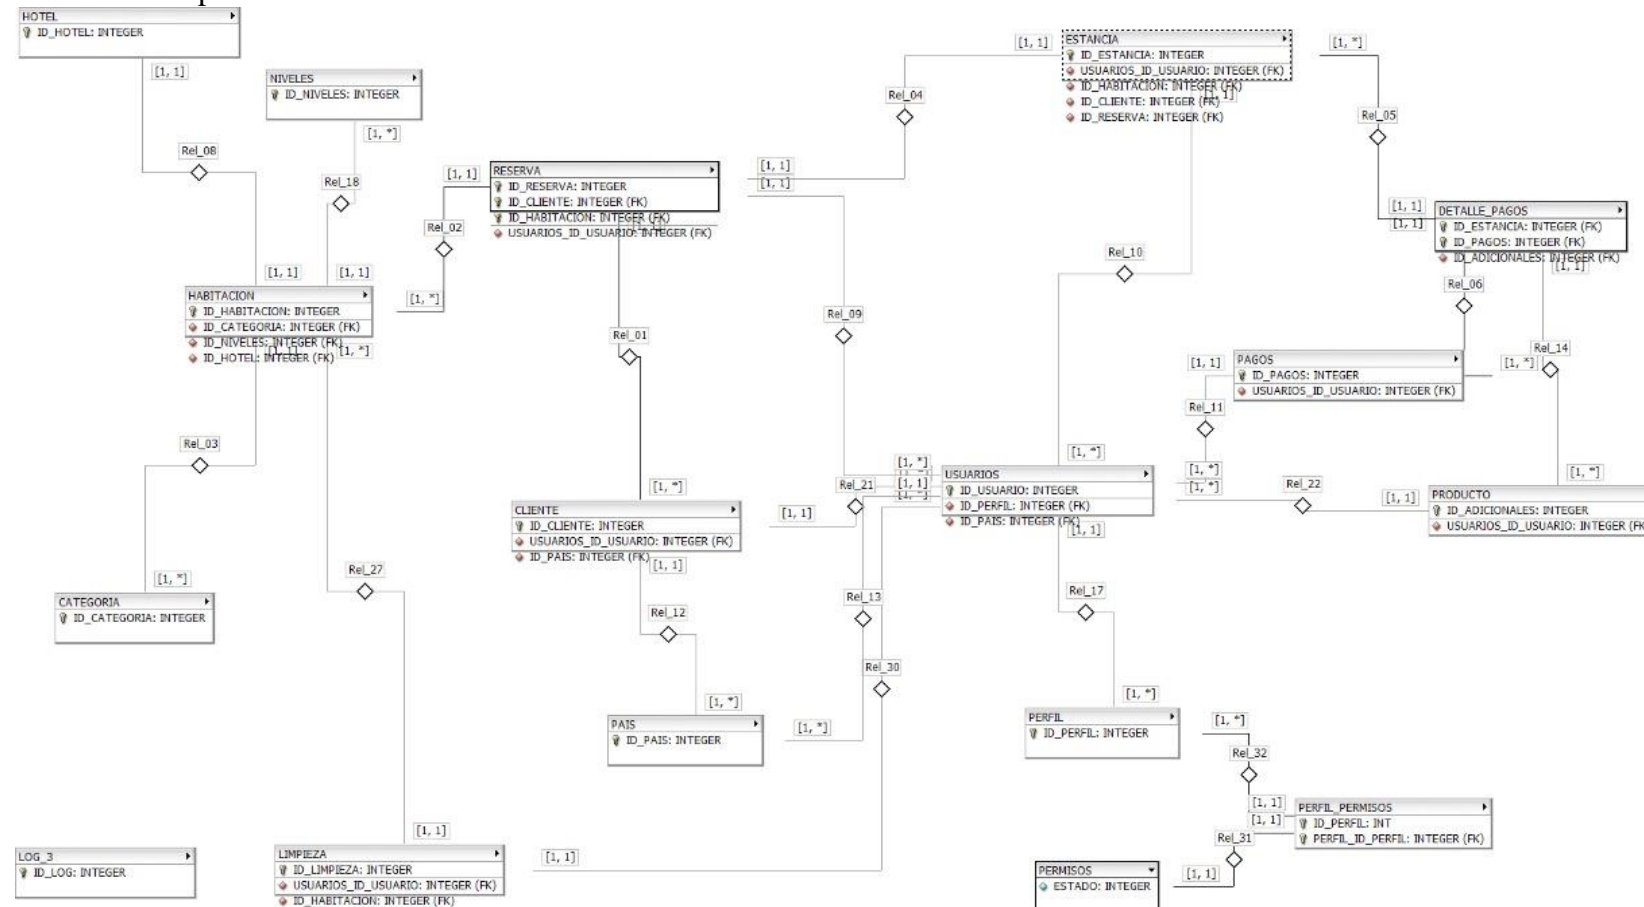 HOTEL
ID_HOTEL: INTEGER
[1, 1]
NIVELES
ID_NIVELES: INTEGER
[1, *]
Rel_08
Rel_18
[1, 1]
[1, 1]
HABITACION
ID_HABITACION: INTEGER
ID_CATEGORIA: INTEGER (FK)
ID_NIVELES: INTEGER (FK)
ID_HOTEL: INTEGER (FK)
[1, *]
[1, *]
[1, 1]
Rel_02
RESERVA
ID_RESERVA: INTEGER
ID_CLIENTE: INTEGER (FK)
ID_HABITACION: INTEGER (FK)
USUARIOS_ID_USUARIO: INTEGER (FK)
[1, 1]
[1, 1]
Rel_04
[1, 1]
ESTANCIA
ID_ESTANCIA: INTEGER
USUARIOS_ID_USUARIO: INTEGER (FK)
ID_HABITACION: INTEGER (FK)
ID_CLIENTE: INTEGER (FK)
ID_RESERVA: INTEGER (FK)
[1, *]
Rel_05
[1, 1]
[1, 1]
DETALLE_PAGOS
ID_ESTANCIA: INTEGER (FK)
ID_PAGOS: INTEGER (FK)
ID_ADICIONALES: INTEGER (FK)
[1, 1]
Rel_06
Rel_14
Rel_10
Rel_09
Rel_01
[1, 1]
PAGOS
ID_PAGOS: INTEGER
USUARIOS_ID_USUARIO: INTEGER (FK)
[1, *]
Rel_11
Rel_03
[1, *]
[1, *]
[1, 1]
USUARIOS
ID_USUARIO: INTEGER
ID_PERFIL: INTEGER (FK)
ID_PAIS: INTEGER (FK)
[1, 1]
[1, *]
[1, *]
Rel_22
[1, 1]
[1, *]
PRODUCTO
ID_ADICIONALES: INTEGER
USUARIOS_ID_USUARIO: INTEGER (FK
[1, *]
CLIENTE
ID_CLIENTE: INTEGER
USUARIOS_ID_USUARIO: INTEGER (FK)
ID_PAIS: INTEGER (FK)
[1, 1]
[1, 1]
Rel_21
[1, *]
CATEGORIA
ID_CATEGORIA: INTEGER
Rel_27
Rel_12
Rel_13
Rel_17
Rel_30
[1, *]
PAIS
ID_PAIS: INTEGER
[1, *]
[1, *]
PERFIL
ID_PERFIL: INTEGER
[1, *]
Rel_32
[1, 1]
[1, 1]
PERFIL_PERMISOS
ID_PERFIL: INT
PERFIL_ID_PERFIL: INTEGER (FK)
Rel_31
[1, 1]
PERMISOS
ESTADO: INTEGER
LOG_3
ID_LOG: INTEGER
[1, 1]
LIMPIEZA
ID_LIMPIEZA: INTEGER
USUARIOS_ID_USUARIO: INTEGER (FK)
ID_HABITACION: INTEGER (FK)
[1, 1]